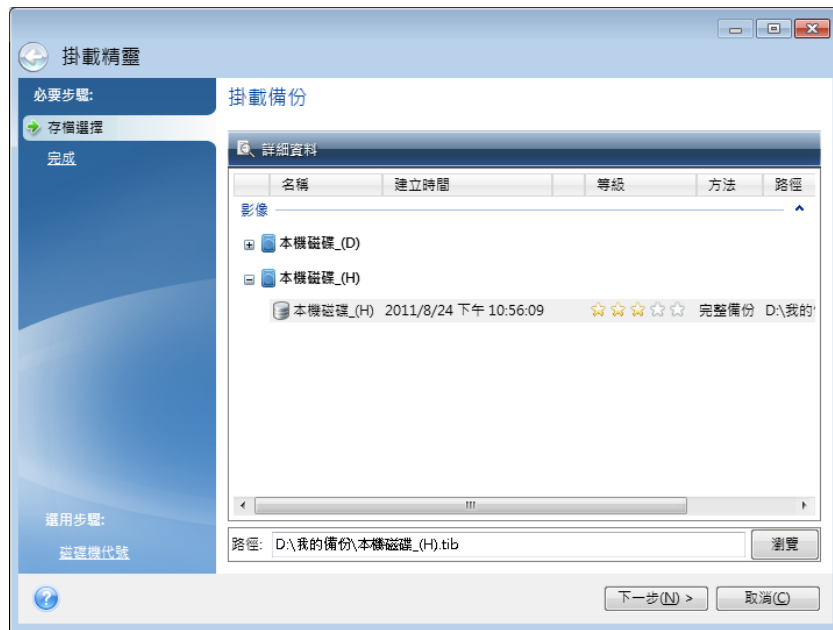 掛載精靈
必要步驟:
存檔選擇
完成
選用步驟:
磁碟機代號
掛載備份
詳細資料
名稱 建立時間 等級 方法 路徑
影像
本機磁碟_(D)
本機磁碟_(H)
本機磁碟_(H) 2011/8/24 下午 10:56:09 完整備份 D:\我的
路徑: D:\我的備份\本機磁碟_(H).tib 瀏覽
下一步(N) > 取消(C)